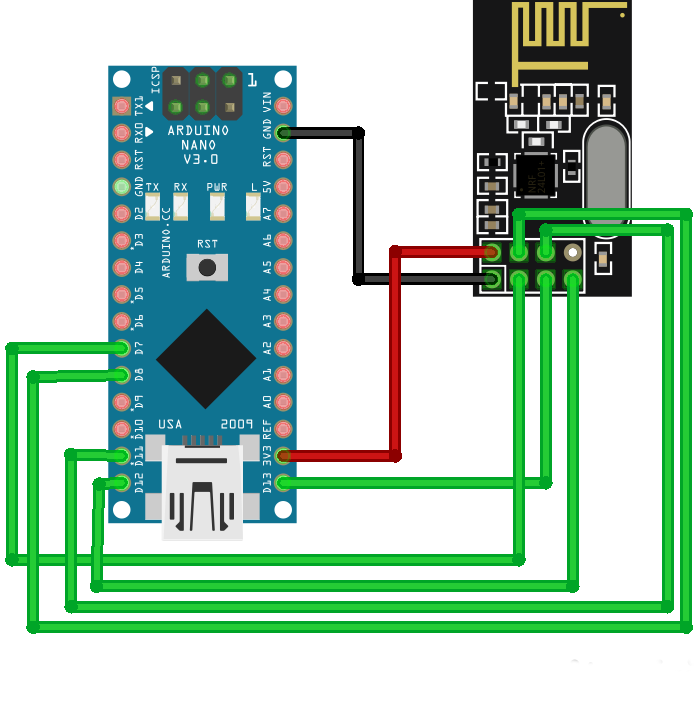 ICSP
1
TX1
RX0
RST
GND
D2
D3
D4
D5
D6
D7
D8
D9
D10
D11
D12
ARDUINO
NANO
V3.0
TX RX PWR L
ARDUINO.CC
RST
USA 2009
VIN
GND
RST
5V
A7
A6
A5
A4
A3
A2
A1
A0
REF
3V3
D13
NRF
24L01+